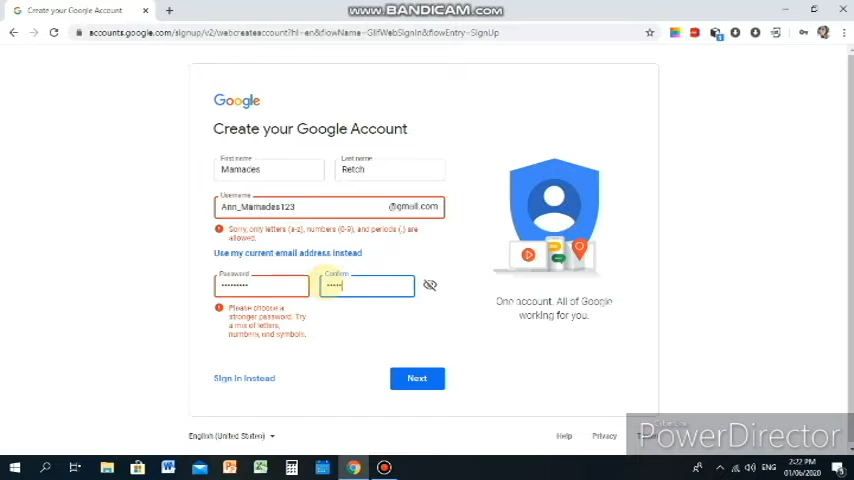 www.BANDICAM.com
Create your Google Account
accounts.google.com/signup/v2/webcreateaccount?hl=en&flowName=GlifWebSignIn&flowEntry=SignUp
Google
Create your Google Account
First name
Last name
Mamades
Retch
Username
Ann_Mamades123
@gmail.com
Sorry, only letters (a-z), numbers (0-9), and periods (.) are
allowed.
Use my current email address instead
Password
Confirm
Please choose a
stronger password. Try
a mix of letters,
numbers, and symbols.
One account. All of Google
working for you.
Sign in instead
Next
English (United States)
Help
Privacy
CyberLink
PowerDirector
ENG
2:22 PM
01/06/2020